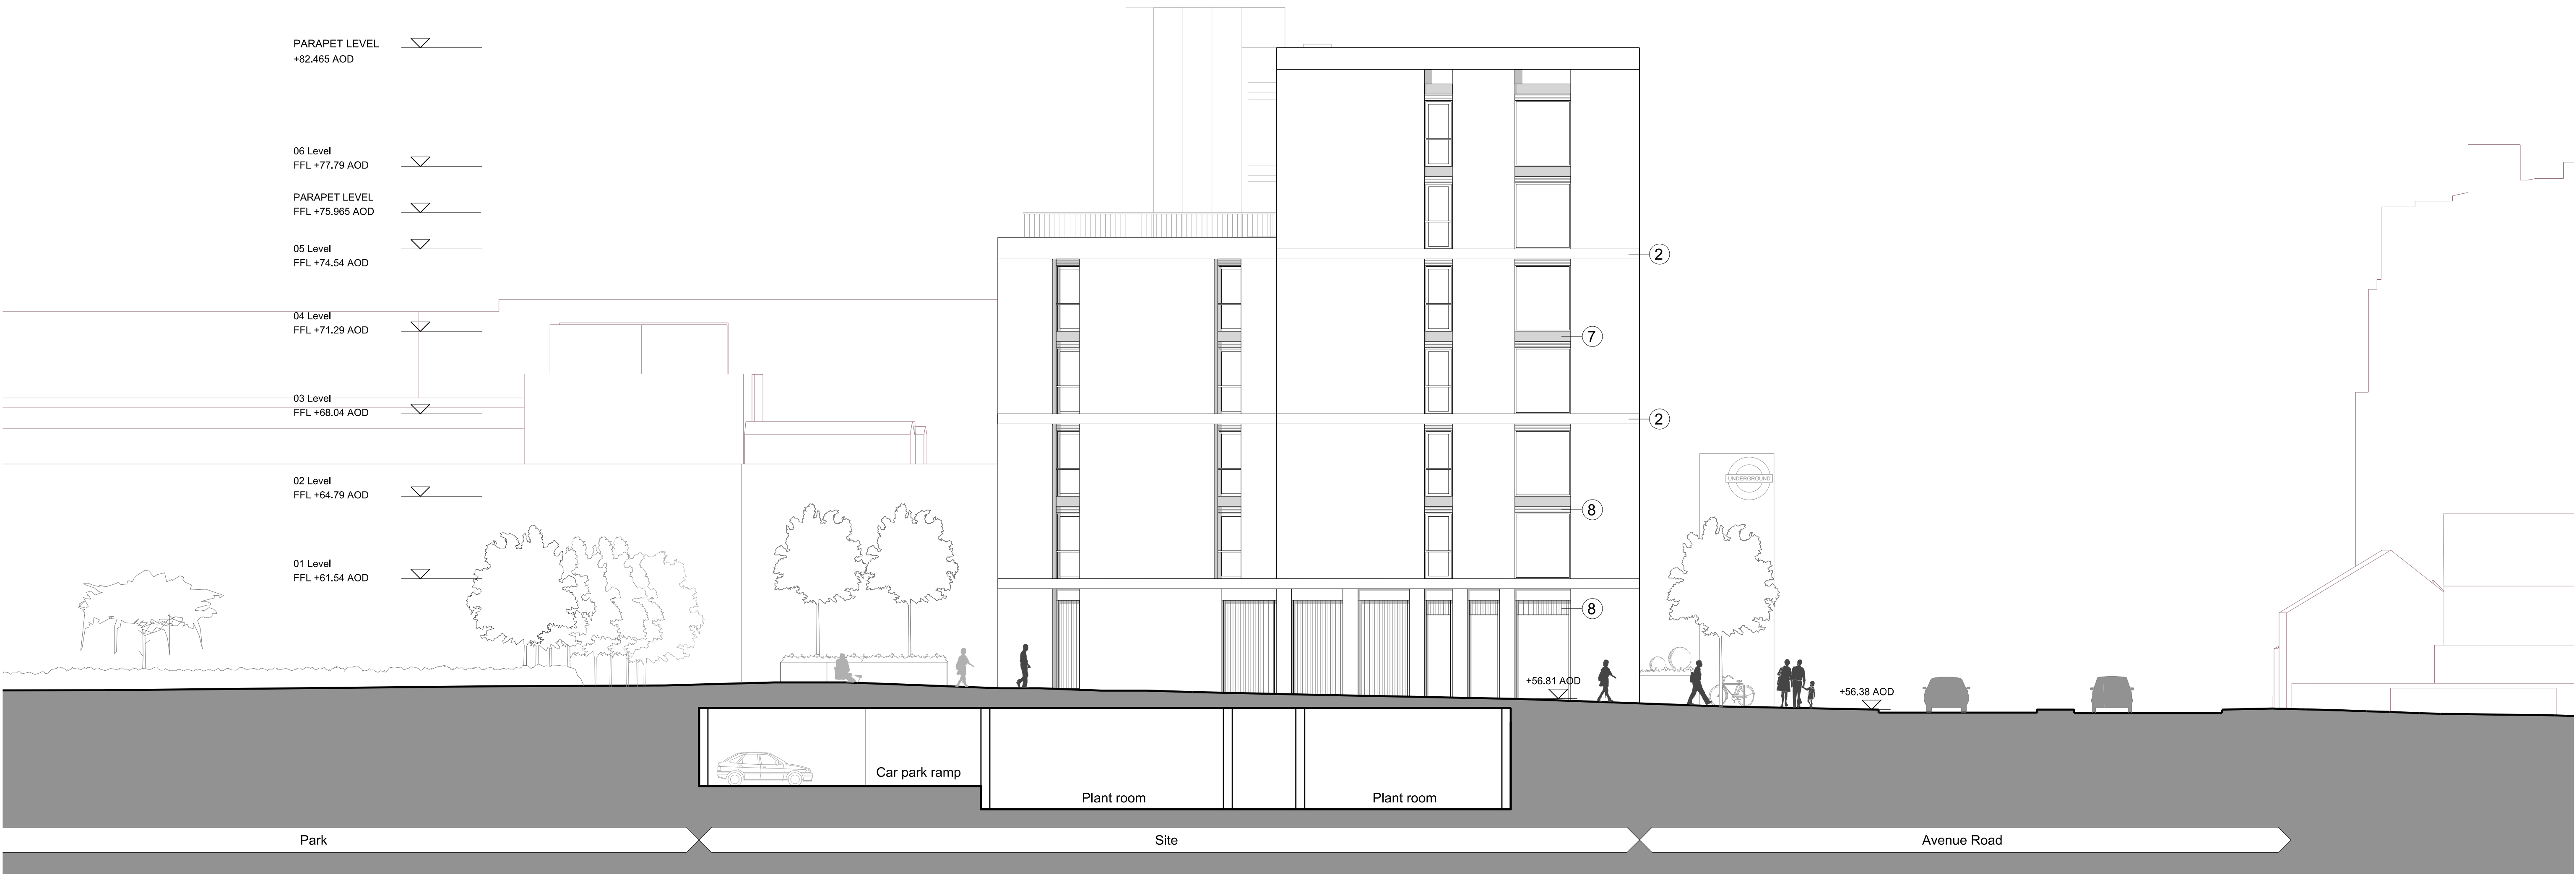 PARAPET LEVEL
+82.465 AOD
06 Level
FFL +77.79 AOD
PARAPET LEVEL
FFL +75.965 AOD
05 Level
FFL +74.54 AOD
2
04 Level
FFL +71.29 AOD
7
03 Level
FFL +68.04 AOD
2
02 Level
FFL +64.79 AOD
UNDERGROUND
8
01 Level
FFL +61.54 AOD
8
+56.81 AOD
+56.38 AOD
Car park ramp
Plant room
Plant room
Park
Site
Avenue Road